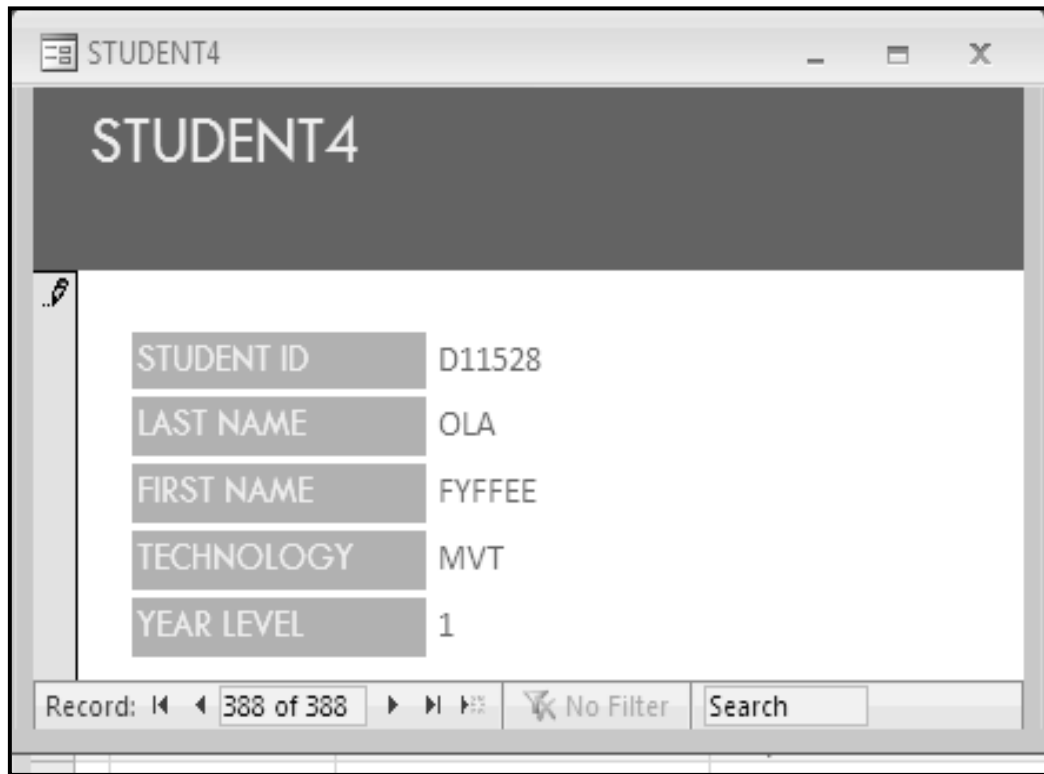 STUDENT4
STUDENT4
STUDENT ID D11528
LAST NAME OLA
FIRST NAME FYFFEE
TECHNOLOGY MVT
YEAR LEVEL 1
Record: 388 of 388 No Filter Search